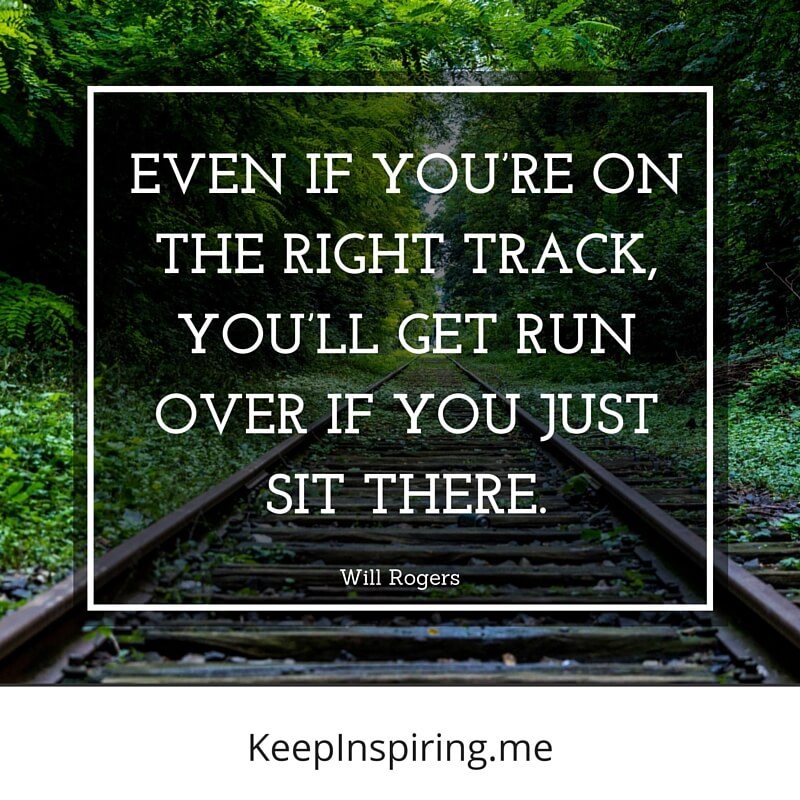 EVEN IF YOU’RE ON
THE RIGHT TRACK,
YOU’LL GET RUN
OVER IF YOU JUST
SIT THERE.
Will Rogers
KeepInspiring.me